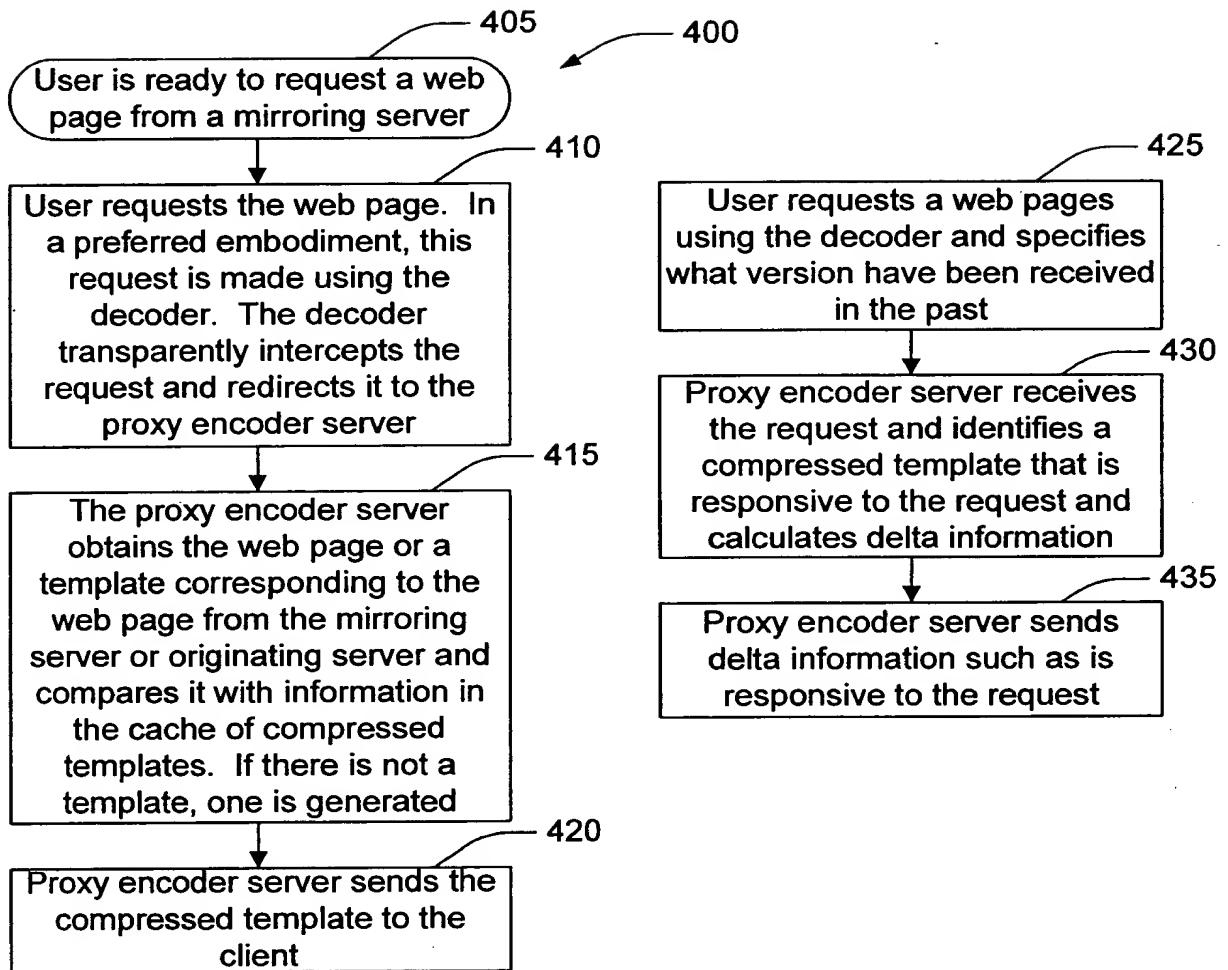 405
400
User is ready to request a web
page from a mirroring server
410
User requests the web page. In
a preferred embodiment, this
request is made using the
decoder. The decoder
transparently intercepts the
request and redirects it to the
proxy encoder server
415
The proxy encoder server
obtains the web page or a
template corresponding to the
web page from the mirroring
server or originating server and
compares it with information in
the cache of compressed
templates. If there is not a
template, one is generated
420
Proxy encoder server sends the
compressed template to the
client
425
User requests a web pages
using the decoder and specifies
what version have been received
in the past
430
Proxy encoder server receives
the request and identifies a
compressed template that is
responsive to the request and
calculates delta information
435
Proxy encoder server sends
delta information such as is
responsive to the request